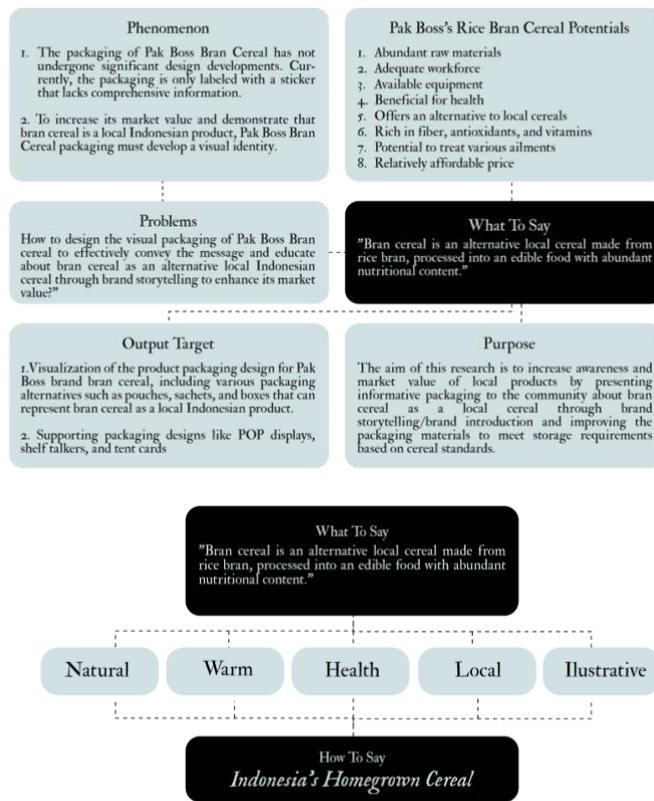 Phenomenon
1. The packaging of Pak Boss Bran Cereal has not
undergone significant design developments. Cur-
rently, the packaging is only labeled with a sticker
that lacks comprehensive information.
2. To increase its market value and demonstrate that
bran cereal is a local Indonesian product, Pak Boss Bran
Cereal packaging must develop a visual identity.
Pak Boss's Rice Bran Cereal Potentials
1. Abundant raw materials
2. Adequate workforce
3. Available equipment
4. Beneficial for health
5. Offers an alternative to local cereals
6. Rich in fiber, antioxidants, and vitamins
7. Potential to treat various ailments
8. Relatively affordable price
Problems
How to design the visual packaging of Pak Boss Bran
cereal to effectively convey the message and educate
about bran cereal as an alternative local Indonesian
cereal through brand storytelling to enhance its market
value?"
What To Say
"Bran cereal is an alternative local cereal made from
rice bran, processed into an edible food with abundant
nutritional content."
Output Target
1.Visualization of the product packaging design for Pak
Boss brand bran cereal, including various packaging
alternatives such as pouches, sachets, and boxes that can
represent bran cereal as a local Indonesian product.
2. Supporting packaging designs like POP displays,
shelf talkers, and tent cards
Purpose
The aim of this research is to increase awareness and
market value of local products by presenting
informative packaging to the community about bran
cereal as a local cereal through brand
storytelling/brand introduction and improving the
packaging materials to meet storage requirements
based on cereal standards.
What To Say
"Bran cereal is an alternative local cereal made from
rice bran, processed into an edible food with abundant
nutritional content."
Natural
Warm
Health
Local
Ilustrative
How To Say
Indonesia's Homegrown Cereal